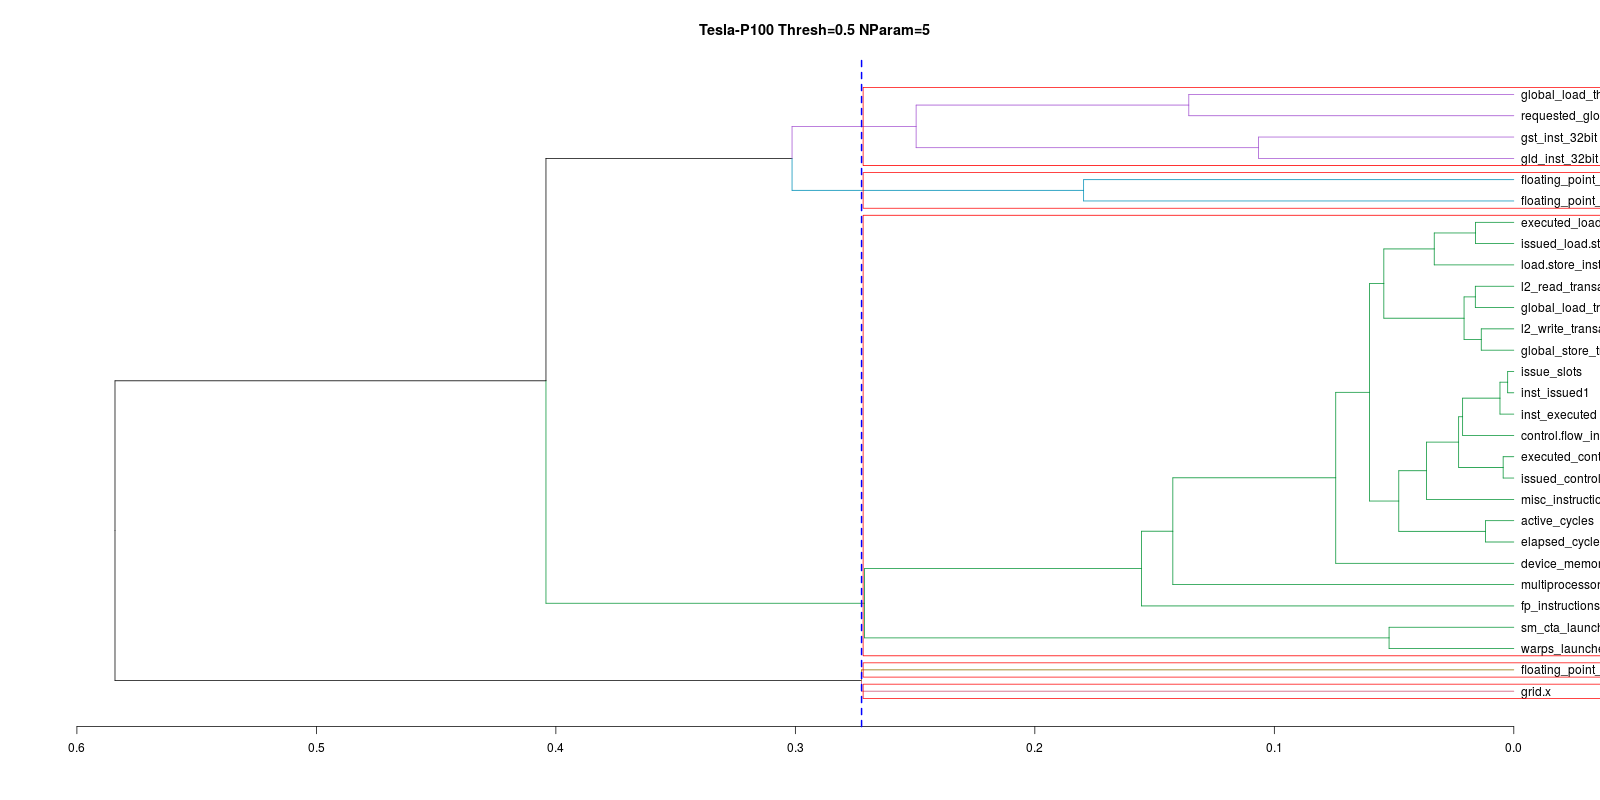 Tesla-P100 Thresh=0.5 NParam=5
global_load_th
requested_glo
gst_inst_32bit
gld_inst_32bit
floating_point_
floating_point_
executed_load
issued_load.st
load.store_inst
l2_read_transa
global_load_tr
l2_write_transa
global_store_t
issue_slots
inst_issued1
inst_executed
control.flow_in
executed_cont
issued_control
misc_instructio
active_cycles
elapsed_cycle
device_memor
multiprocessor
fp_instructions
sm_cta_launch
warps_launche
floating_point_
grid.x
0.6 0.5 0.4 0.3 0.2 0.1 0.0